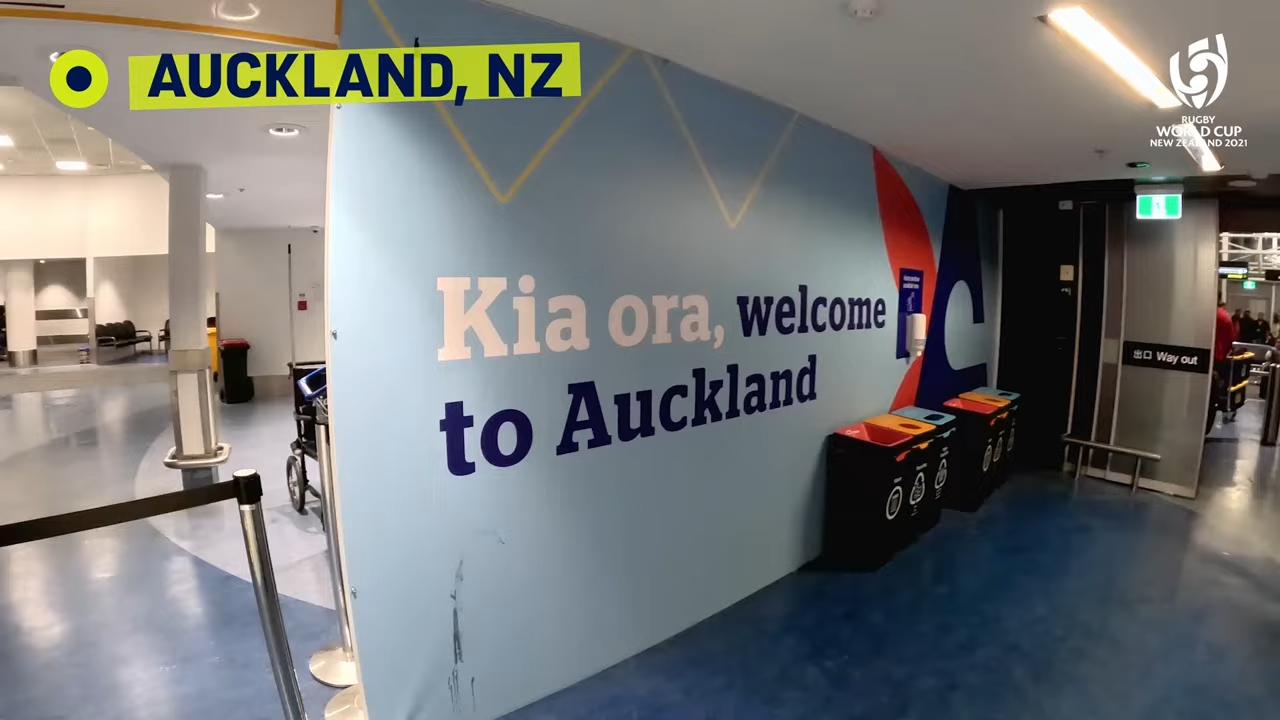 AUCKLAND, NZ
RUGBY
WORLD CUP
NEW ZEALAND 2021
Kia ora, welcome
to Auckland
出口 Way out